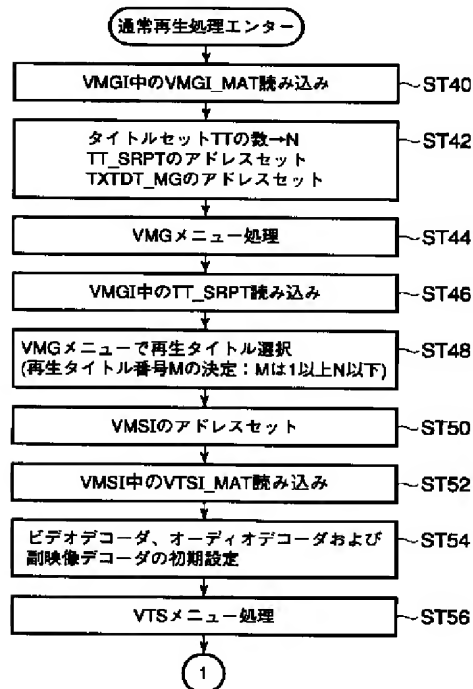 通常再生処理エンター
VMGI中のVMGI_MAT読み込み
ST40
タイトルセットTTの数→N
TT_SRPTのアドレスセット
TXTDT_MGのアドレスセット
ST42
VMGメニュー処理
ST44
VMGI中のTT_SRPT読み込み
ST46
VMGメニューで再生タイトル選択
(再生タイトル番号Mの決定：Mは1以上N以下)
ST48
VMSIのアドレスセット
ST50
VMSI中のVTSI_MAT読み込み
ST52
ビデオデコーダ、オーディオデコーダおよび
副映像デコーダの初期設定
ST54
VTSメニュー処理
ST56
1